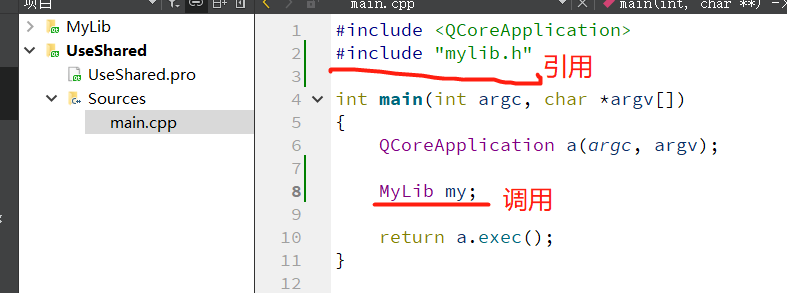 项目
main.cpp
main(int, char **) ->
MyLib
UseShared
UseShared.pro
Sources
main.cpp
1 #include <QCoreApplication>
2 #include "mylib.h"
引用
3
4 int main(int argc, char *argv[])
5 {
6 QCoreApplication a(argc, argv);
7
8 MyLib my;
调用
9
10 return a.exec();
11 }
12